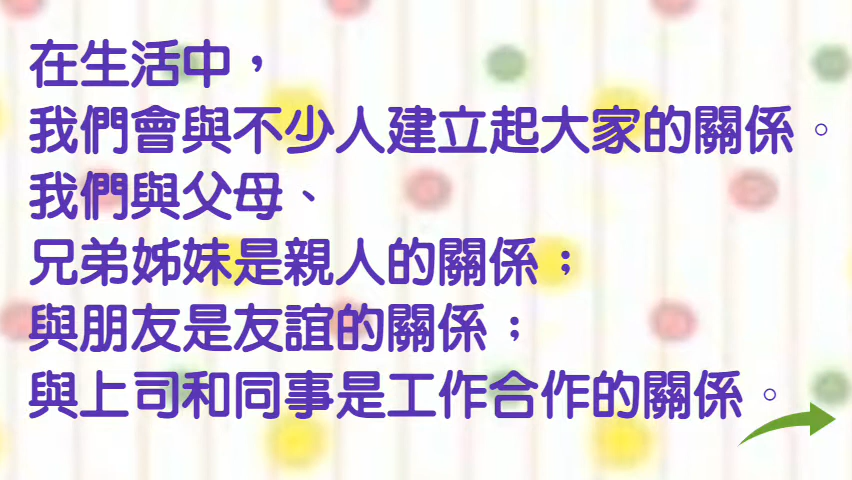 在生活中，
我們會與不少人建立起大家的關係。
我們與父母、
兄弟姊妹是親人的關係；
與朋友是友誼的關係；
與上司和同事是工作合作的關係。